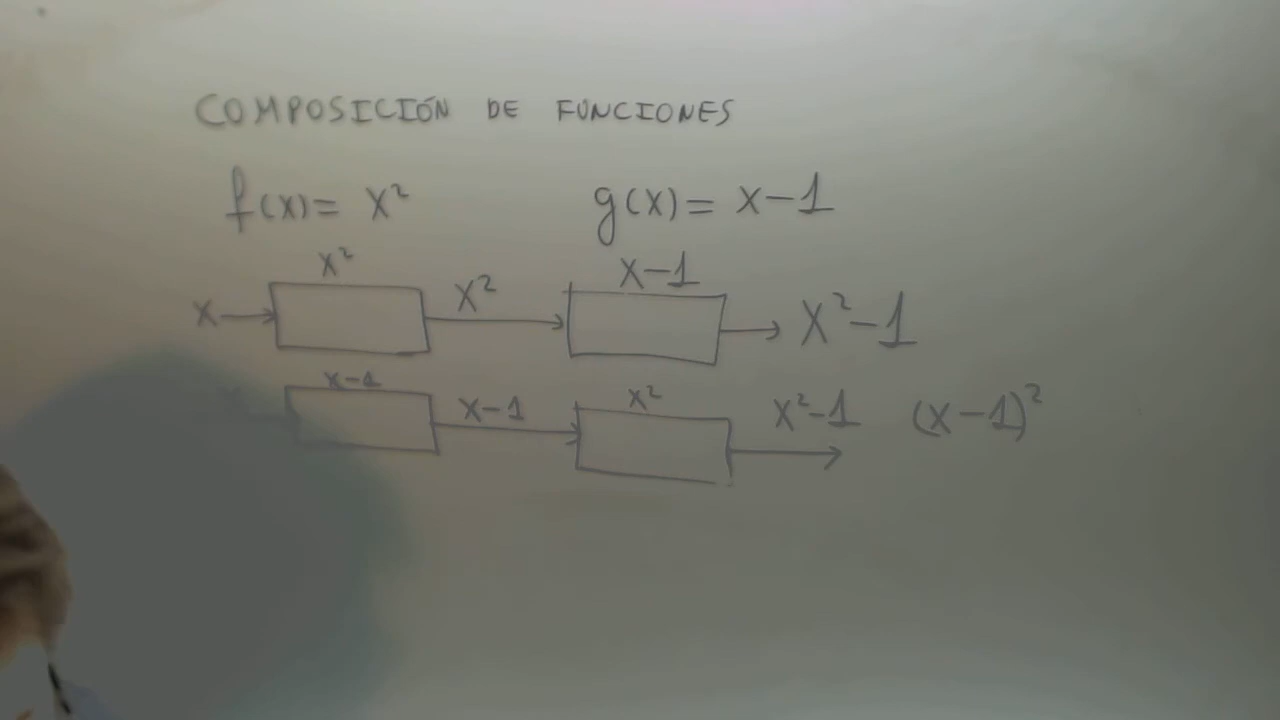 COMPOSICIÓN DE FUNCIONES
f(x)= x² g(x)= x-1
x² x-1
x x² x²-1
x-1 x-1 x² x²-1 (x-1)²